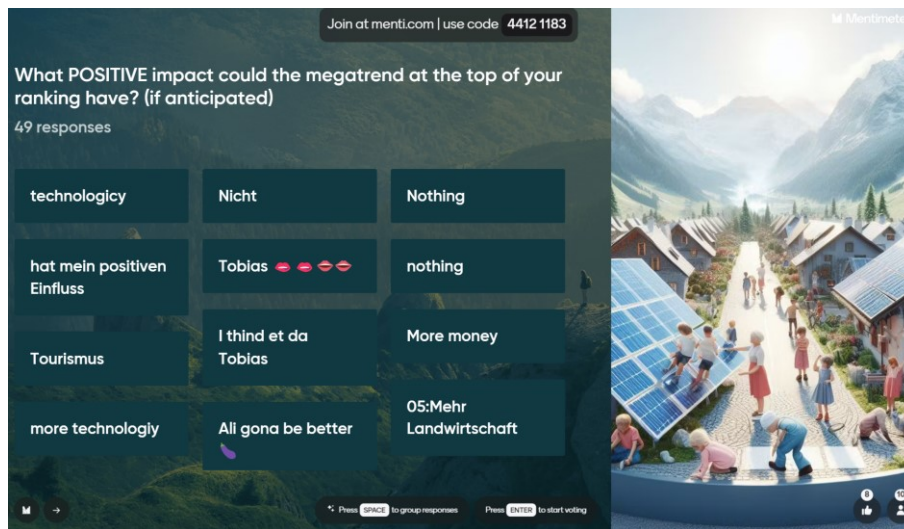 Join at menti.com | use code 4412 1183
Mentimeter
What POSITIVE impact could the megatrend at the top of your
ranking have? (if anticipated)
49 responses
technologicy
Nicht
Nothing
hat mein positiven
Einfluss
Tobias 🫦 🫦 👄👄
nothing
Tourismus
I thind et da
Tobias
More money
more technologiy
Ali gona be better
🍆
05:Mehr
Landwirtschaft
Press SPACE to group responses
Press ENTER to start voting
8
10